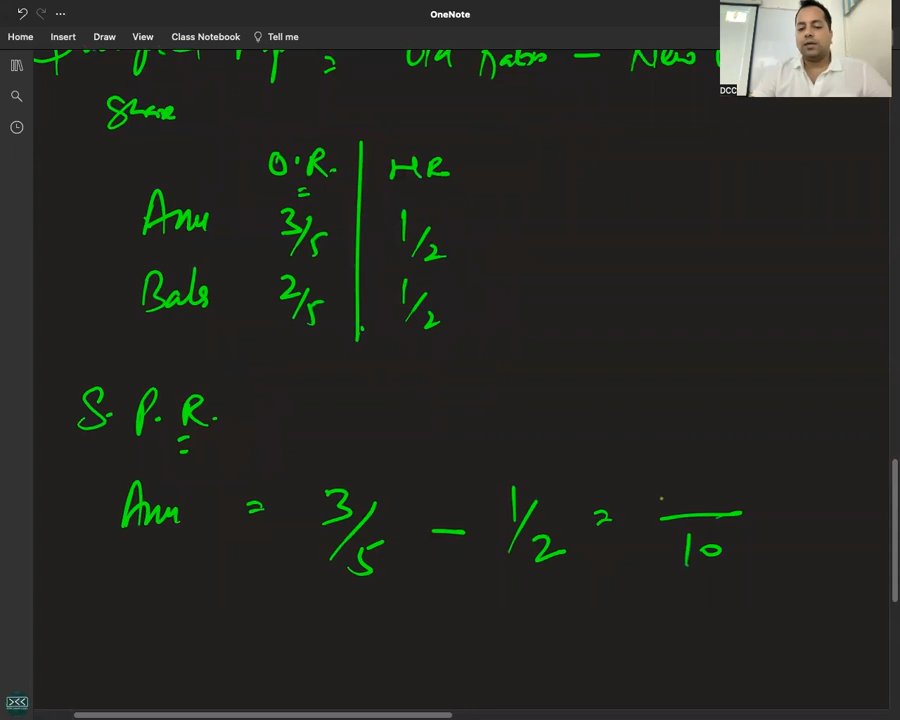 OneNote
Home Insert Draw View Class Notebook Tell me
DCC
= Old Ratio - New
Share
O.R. NR
Anu 3/5 1/2
Bals 2/5 1/2
S. P. R.
=
Anu = 3/5 - 1/2 = /10